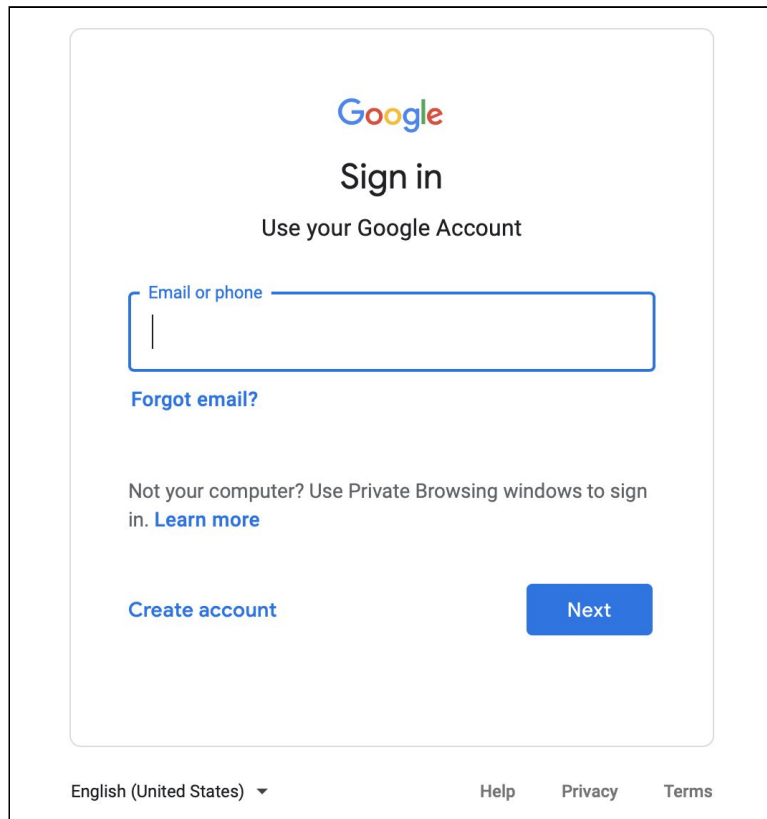 Google
Sign in
Use your Google Account
Email or phone
Forgot email?
Not your computer? Use Private Browsing windows to sign
in. Learn more
Create account Next
English (United States) Help Privacy Terms